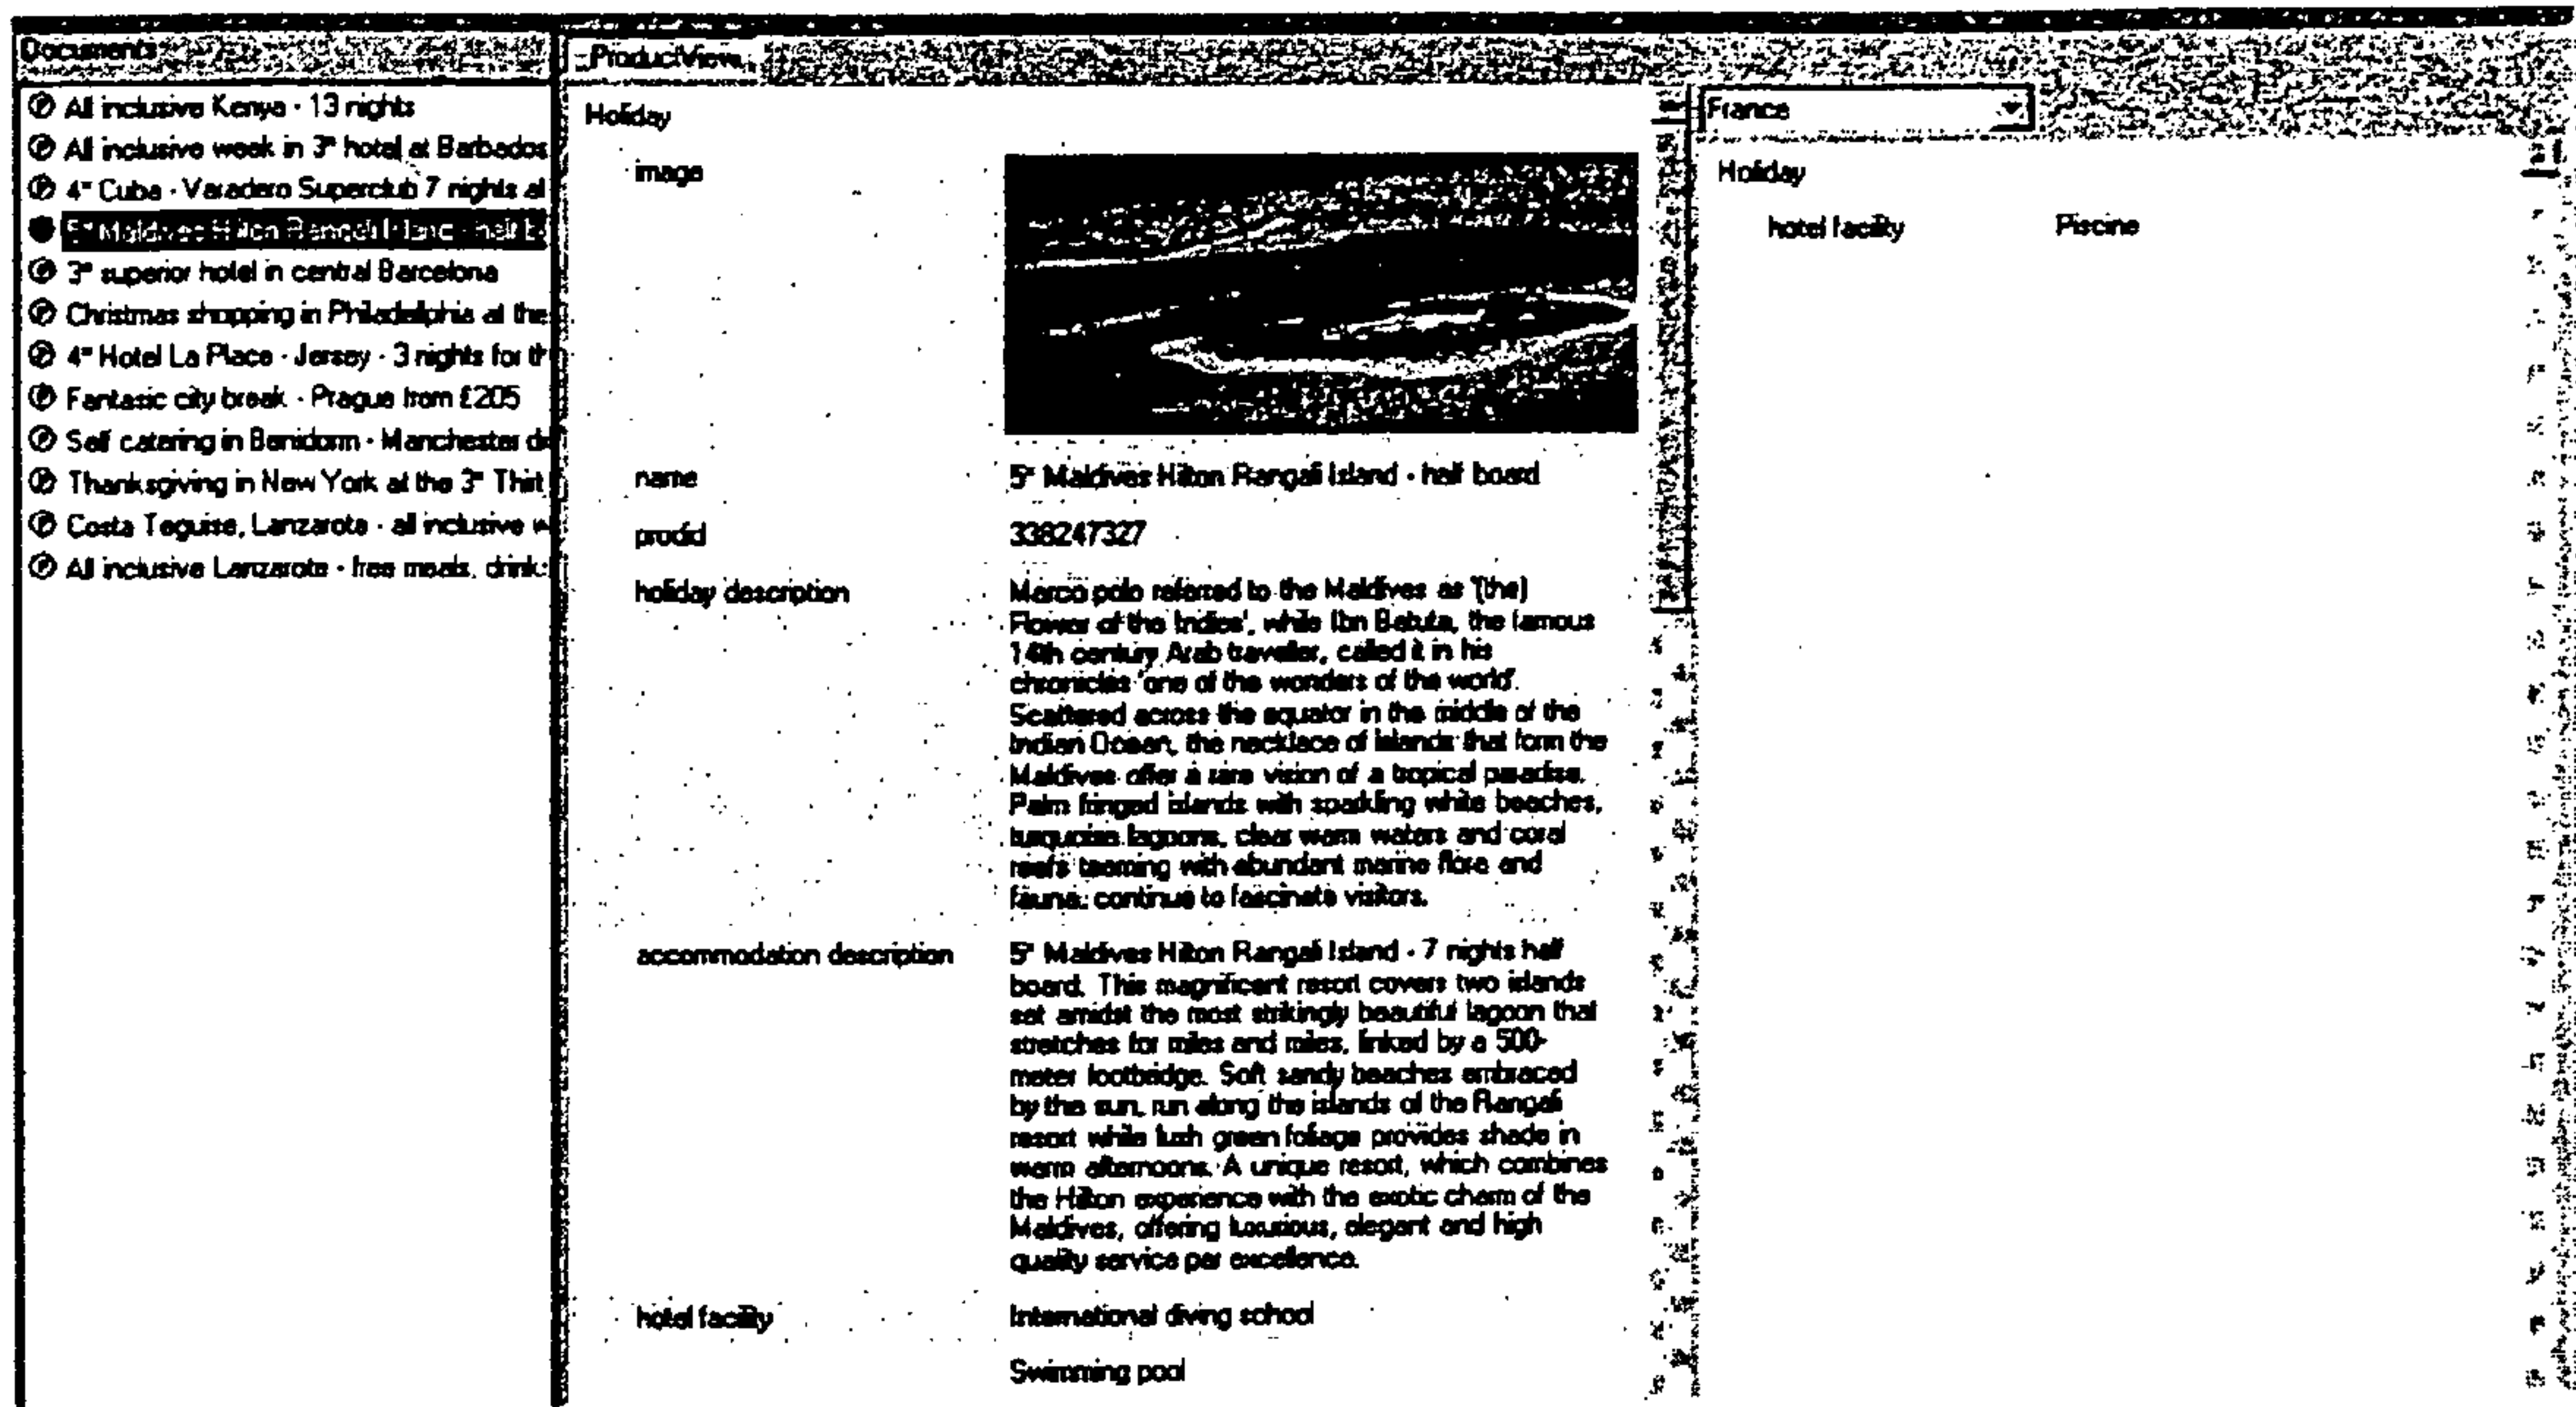 Documents
All inclusive Kenya - 13 nights
All inclusive week in 3* hotel at Barbados
4* Cuba - Varadero Superclub 7 nights al
5* Maldives Hilton Rangali Island - half b
3* superior hotel in central Barcelona
Christmas shopping in Philadelphia at the
4* Hotel La Place - Jersey - 3 nights for th
Fantasic city break - Prague from £205
Self catering in Benidorm - Manchester de
Thanksgiving in New York at the 3* Thirt
Costa Teguise, Lanzarote - all inclusive w
All inclusive Lanzarote - free meals, drink
ProductView
Holiday
image
name
5* Maldives Hilton Rangali Island - half board
prodid
338247327
holiday description
Marco polo referred to the Maldives as '(the)
Flower of the Indies', while Ibn Batuta, the famous
14th century Arab traveller, called it in his
chronicles 'one of the wonders of the world'.
Scattered across the equator in the middle of the
Indian Ocean, the necklace of islands that form the
Maldives offer a rare vision of a tropical paradise.
Palm fringed islands with sparkling white beaches,
turquoise lagoons, clear warm waters and coral
reefs teeming with abundant marine flora and
fauna, continue to fascinate visitors.
accommodation description
5* Maldives Hilton Rangali Island - 7 nights half
board. This magnificent resort covers two islands
set amidst the most strikingly beautiful lagoon that
stretches for miles and miles, linked by a 500-
meter footbridge. Soft sandy beaches embraced
by the sun, run along the islands of the Rangali
resort while lush green foliage provides shade in
warm afternoons. A unique resort, which combines
the Hilton experience with the exotic charm of the
Maldives, offering luxurious, elegant and high
quality service par excellence.
hotel facility
International diving school
Swimming pool
France
Holiday
hotel facility
Piscine